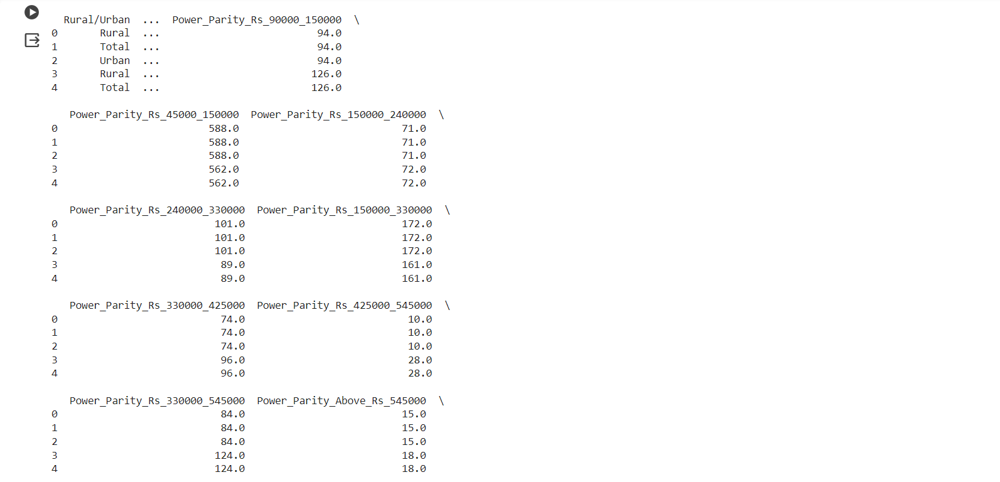 Rural/Urban ... Power_Parity_Rs_90000_150000 \
0 Rural ... 94.0
1 Total ... 94.0
2 Urban ... 94.0
3 Rural ... 126.0
4 Total ... 126.0
Power_Parity_Rs_45000_150000 Power_Parity_Rs_150000_240000 \
0 588.0 71.0
1 588.0 71.0
2 588.0 71.0
3 562.0 72.0
4 562.0 72.0
Power_Parity_Rs_240000_330000 Power_Parity_Rs_150000_330000 \
0 101.0 172.0
1 101.0 172.0
2 101.0 172.0
3 89.0 161.0
4 89.0 161.0
Power_Parity_Rs_330000_425000 Power_Parity_Rs_425000_545000 \
0 74.0 10.0
1 74.0 10.0
2 74.0 10.0
3 96.0 28.0
4 96.0 28.0
Power_Parity_Rs_330000_545000 Power_Parity_Above_Rs_545000 \
0 84.0 15.0
1 84.0 15.0
2 84.0 15.0
3 124.0 18.0
4 124.0 18.0